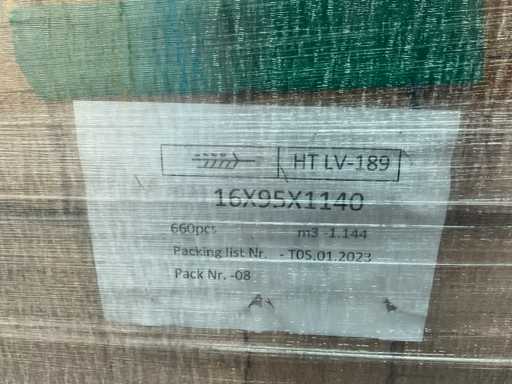 HT LV-189
16X95X1140
660pcs m3 -1.144
Packing list Nr. - T05.01.2023
Pack Nr. -08